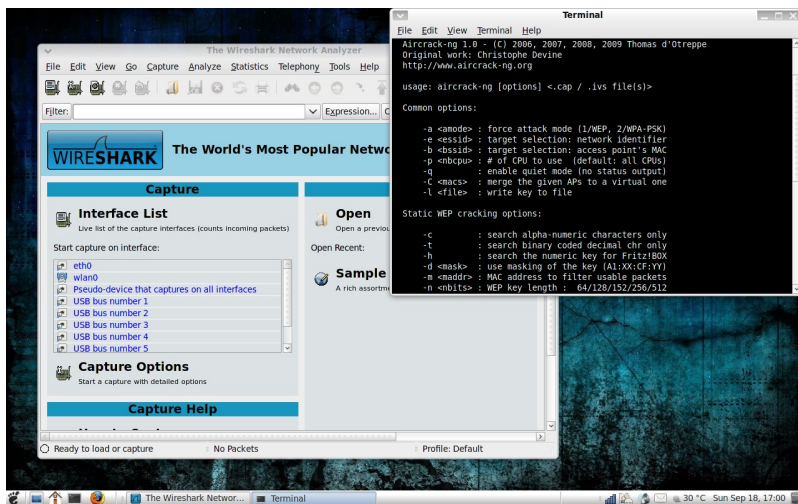 The Wireshark Network Analyzer
File Edit View Go Capture Analyze Statistics Telephony Tools Help
Filter:
Expression...
WIRESHARK
The World's Most Popular Netwo
Capture
Interface List
Live list of the capture interfaces (counts incoming packets)
Start capture on interface:
eth0
wlan0
Pseudo-device that captures on all interfaces
USB bus number 1
USB bus number 2
USB bus number 3
USB bus number 4
USB bus number 5
Capture Options
Start a capture with detailed options
Capture Help
Open
Open a previou
Open Recent:
Sample
A rich assortme
Ready to load or capture
No Packets
Profile: Default
Terminal
File Edit View Terminal Help
Aircrack-ng 1.0 - (C) 2006, 2007, 2008, 2009 Thomas d'Otreppe
Original work: Christophe Devine
http://www.aircrack-ng.org
usage: aircrack-ng [options] <.cap / .ivs file(s)>
Common options:
-a <amode> : force attack mode (1/WEP, 2/WPA-PSK)
-e <essid> : target selection: network identifier
-b <bssid> : target selection: access point's MAC
-p <nbcpu> : # of CPU to use (default: all CPUs)
-q : enable quiet mode (no status output)
-C <macs> : merge the given APs to a virtual one
-l <file> : write key to file
Static WEP cracking options:
-c : search alpha-numeric characters only
-t : search binary coded decimal chr only
-h : search the numeric key for Fritz!BOX
-d <mask> : use masking of the key (A1:XX:CF:YY)
-m <maddr> : MAC address to filter usable packets
-n <nbits> : WEP key length : 64/128/152/256/512
The Wireshark Networ...
Terminal
30 °C Sun Sep 18, 17:00